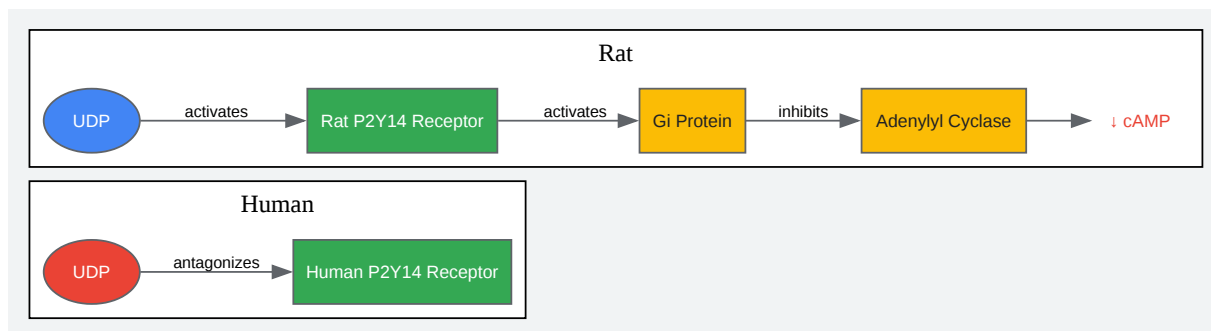 Rat
UDP
activates
Rat P2Y14 Receptor
activates
Gi Protein
inhibits
Adenylyl Cyclase
↓ cAMP
Human
UDP
antagonizes
Human P2Y14 Receptor